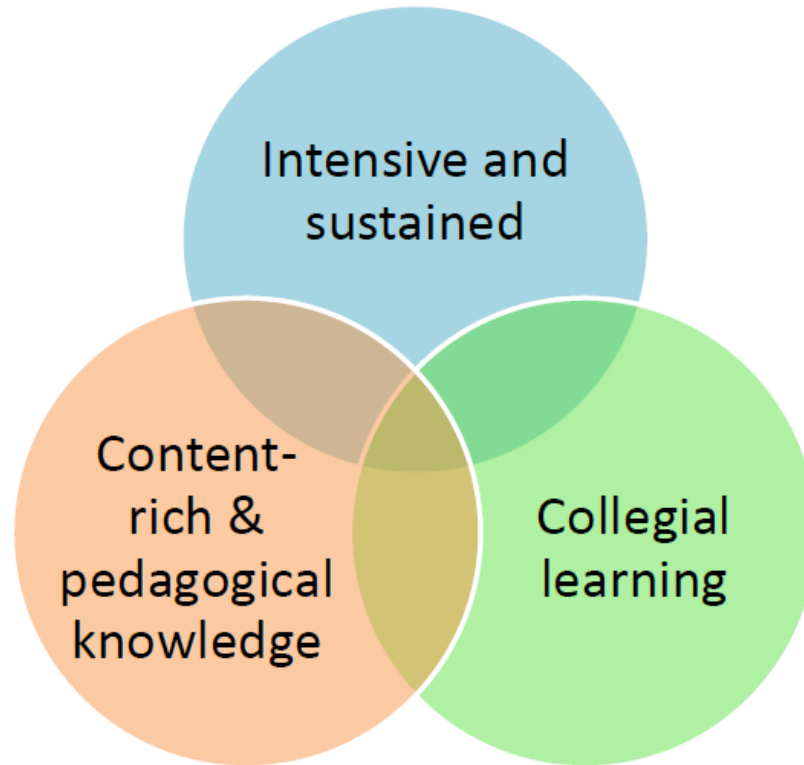 Intensive and
sustained
Content-
rich &
pedagogical
knowledge
Collegial
learning